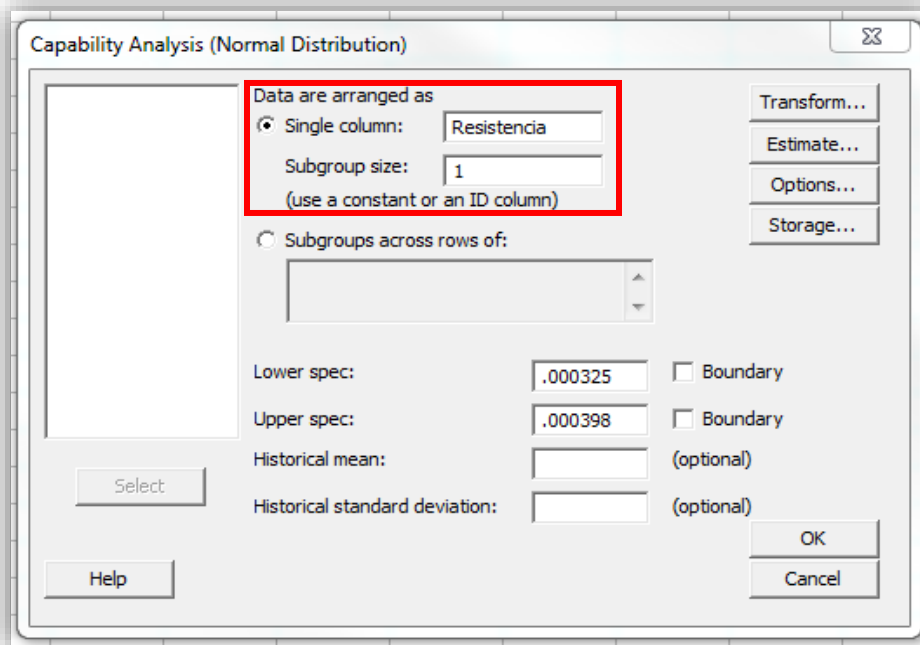 Capability Analysis (Normal Distribution)
Data are arranged as
Single column: Resistencia
Subgroup size: 1
(use a constant or an ID column)
Subgroups across rows of:
Transform...
Estimate...
Options...
Storage...
Lower spec: .000325 Boundary
Upper spec: .000398 Boundary
Historical mean: (optional)
Historical standard deviation: (optional)
Select
Help
OK
Cancel